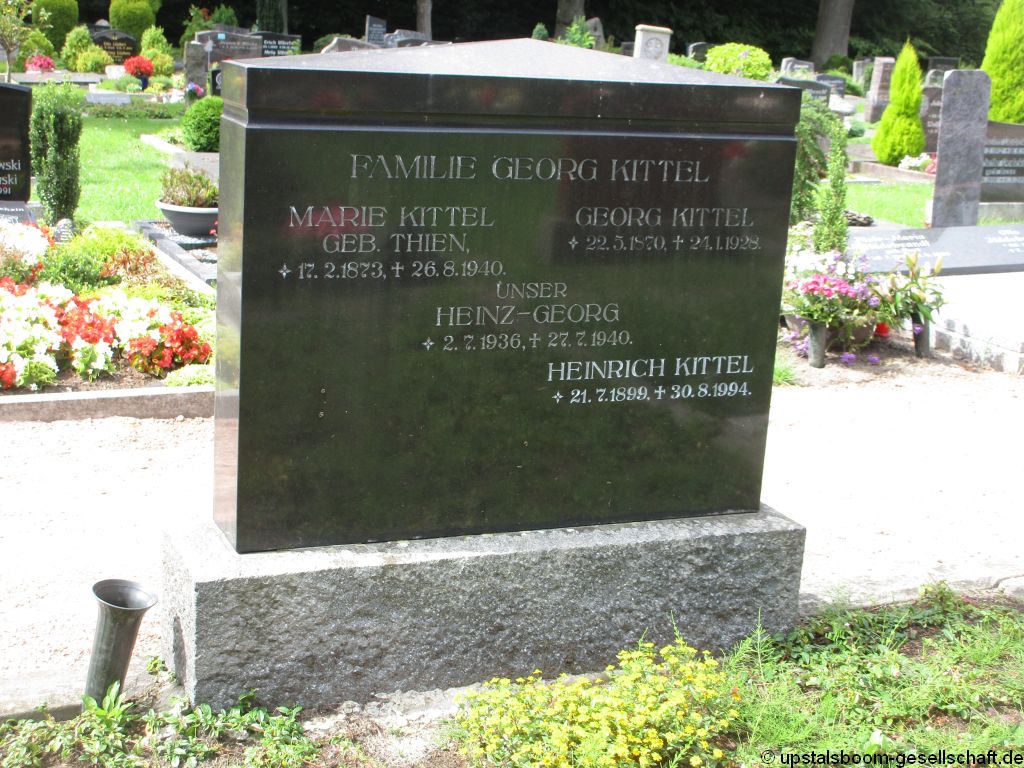 FAMILIE GEORG KITTEL
MARIE KITTEL
GEB. THIEN,
✧ 17. 2. 1873, ✝ 26. 8. 1940.
GEORG KITTEL
✧ 22. 5. 1870, ✝ 24. 1. 1928.
UNSER
HEINZ-GEORG
✧ 2. 7. 1936, ✝ 27. 7. 1940.
HEINRICH KITTEL
✧ 21. 7. 1899, ✝ 30. 8. 1994.
© upstalsboom-gesellschaft.de